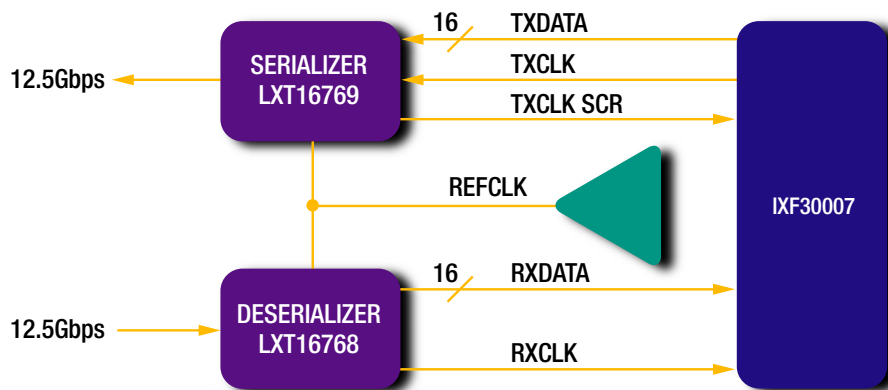 16 TXDATA
12.5Gbps
SERIALIZER
LXT16769
TXCLK
TXCLK SCR
REFCLK
IXF30007
16 RXDATA
12.5Gbps
DESERIALIZER
LXT16768
RXCLK